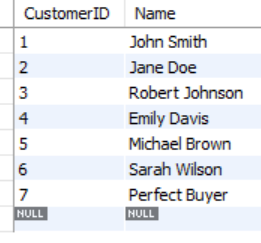 CustomerID Name
1 John Smith
2 Jane Doe
3 Robert Johnson
4 Emily Davis
5 Michael Brown
6 Sarah Wilson
7 Perfect Buyer
NULL NULL